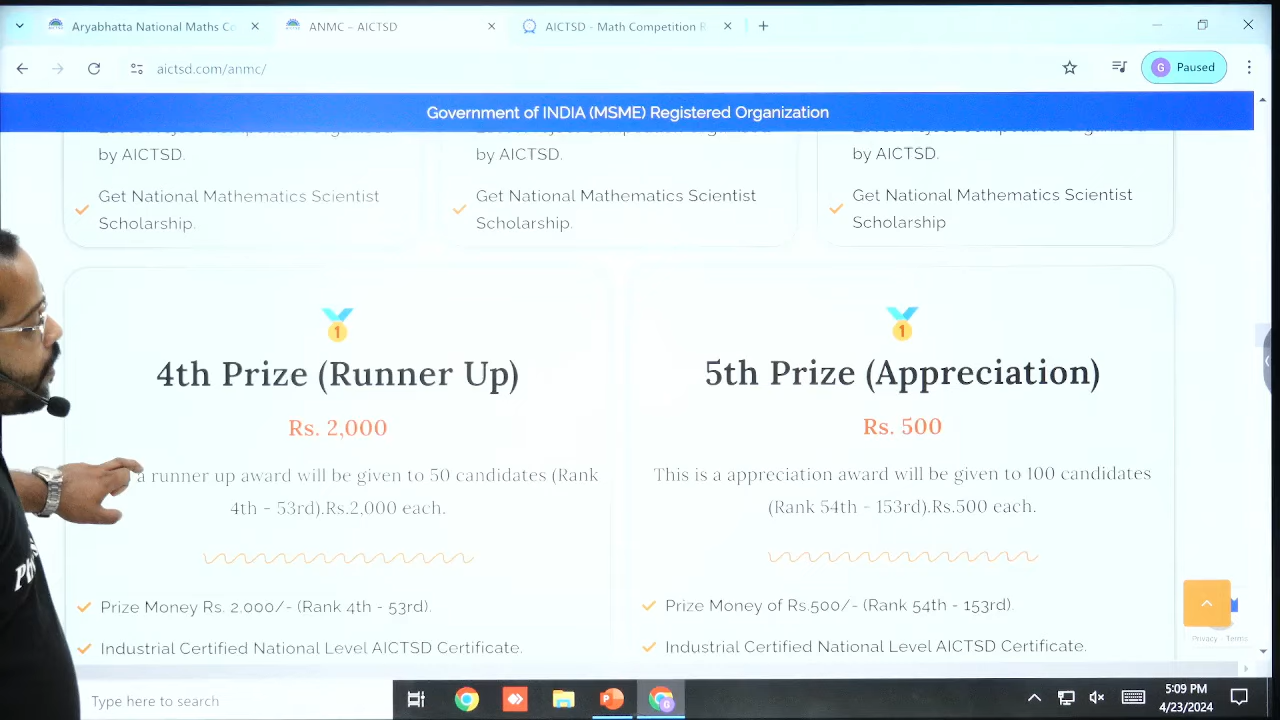 Aryabhatta National Maths Co
ANMC – AICTSD
AICTSD - Math Competition R
aictsd.com/anmc/
G Paused
Government of INDIA (MSME) Registered Organization
by AICTSD.
by AICTSD.
by AICTSD.
Get National Mathematics Scientist
Scholarship.
Get National Mathematics Scientist
Scholarship.
Get National Mathematics Scientist
Scholarship
1
4th Prize (Runner Up)
Rs. 2,000
a runner up award will be given to 50 candidates (Rank
4th - 53rd).Rs.2,000 each.
Prize Money Rs. 2.000/- (Rank 4th - 53rd).
Industrial Certified National Level AICTSD Certificate.
1
5th Prize (Appreciation)
Rs. 500
This is a appreciation award will be given to 100 candidates
(Rank 54th - 153rd).Rs.500 each.
Prize Money of Rs.500/- (Rank 54th - 153rd)
Industrial Certified National Level AICTSD Certificate.
Privacy - Terms
Type here to search
5:09 PM
4/23/2024